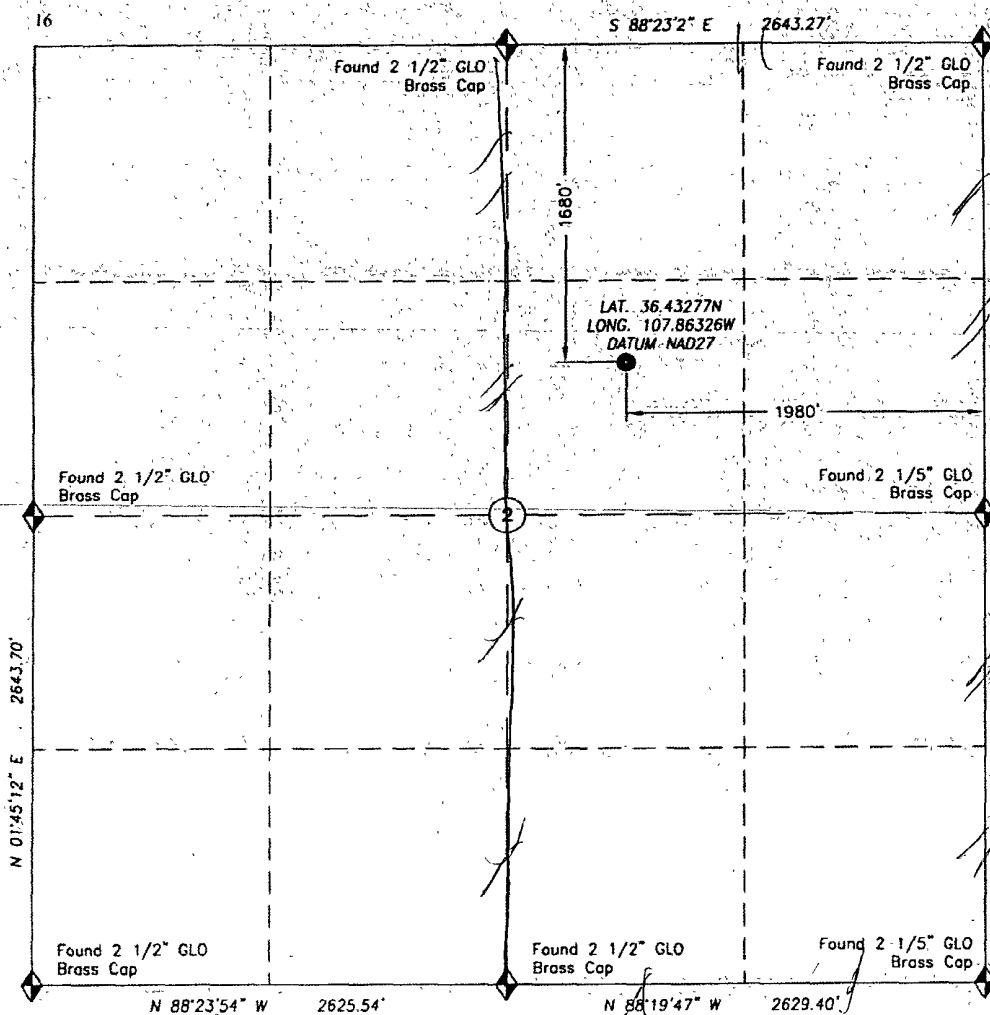 16
S 88°23'2" E 2643.27'
Found 2 1/2" GLO
Brass Cap
Found 2 1/2" GLO
Brass Cap
1680'
LAT. 36.43277N
LONG. 107.86326W
DATUM NAD27
1980'
Found 2 1/2" GLO
Brass Cap
Found 2 1/5" GLO
Brass Cap
2
N 01°45'12" E 2643.70'
Found 2 1/2" GLO
Brass Cap
Found 2 1/2" GLO
Brass Cap
Found 2 1/5" GLO
Brass Cap
N 88°23'54" W 2625.54'
N 88°19'47" W 2629.40'